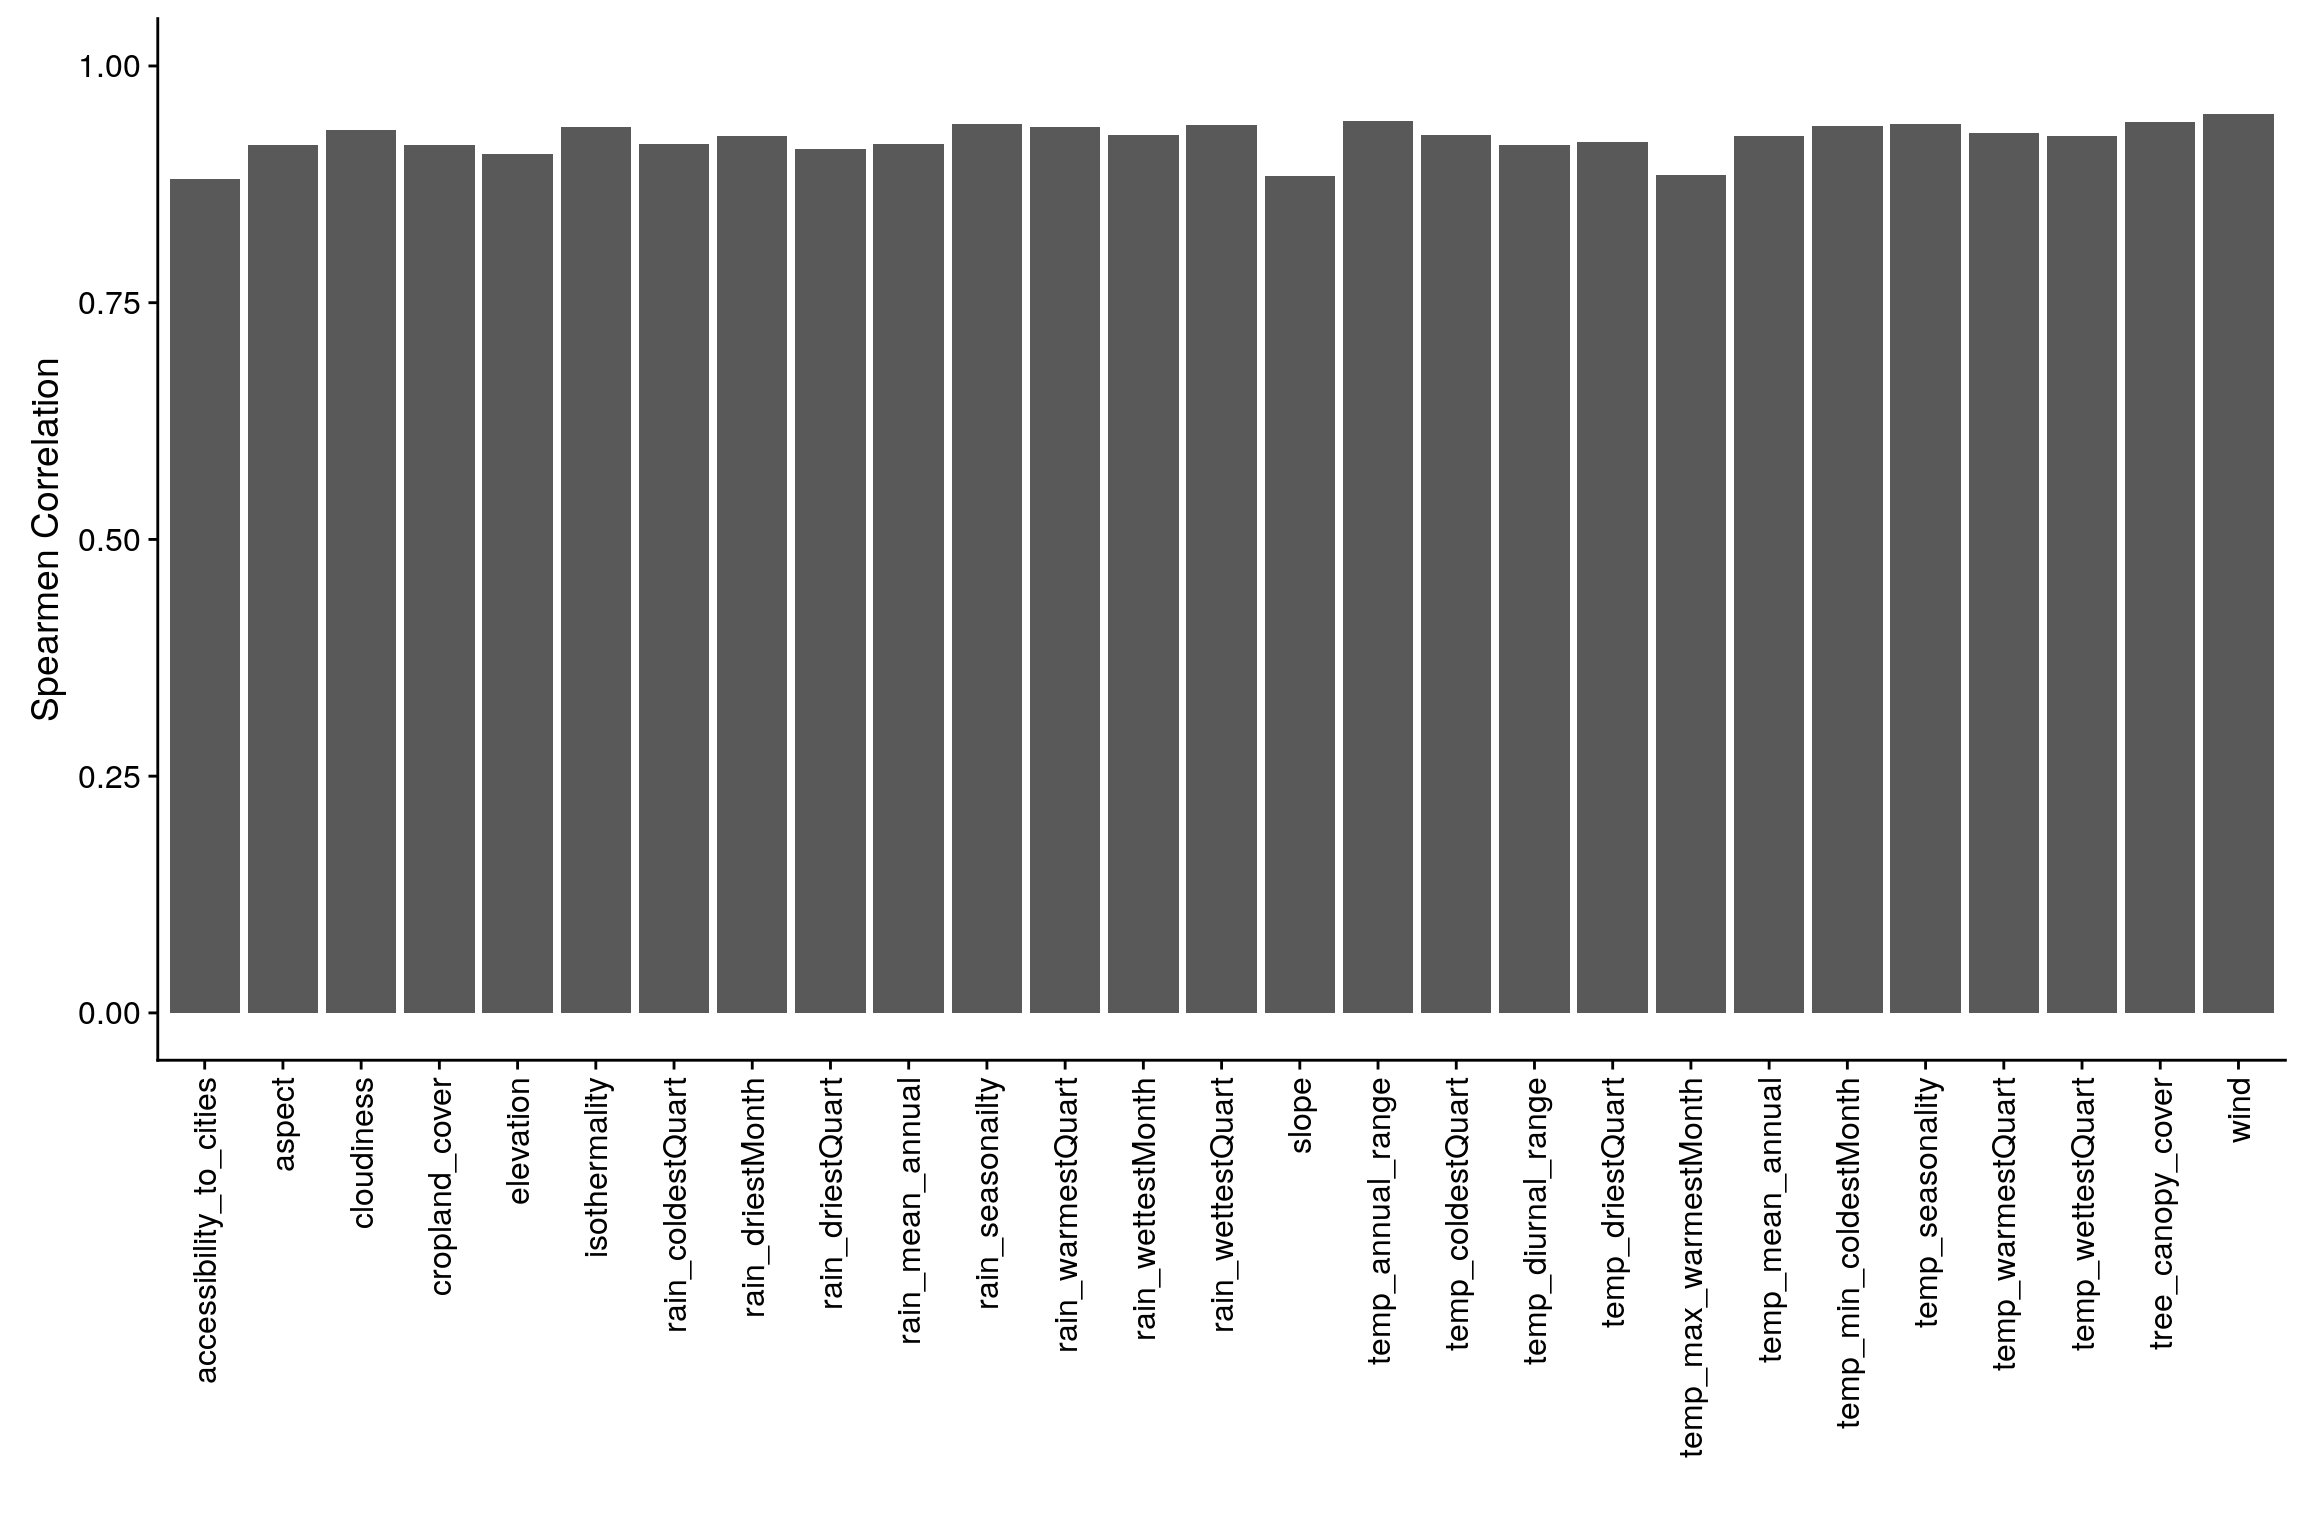 Spearmen Correlation
1.00
0.75
0.50
0.25
0.00
accessibility_to_cities
aspect
cloudiness
cropland_cover
elevation
isothermality
rain_coldestQuart
rain_driestMonth
rain_driestQuart
rain_mean_annual
rain_seasonailty
rain_warmestQuart
rain_wettestMonth
rain_wettestQuart
slope
temp_annual_range
temp_coldestQuart
temp_diurnal_range
temp_driestQuart
temp_max_warmestMonth
temp_mean_annual
temp_min_coldestMonth
temp_seasonality
temp_warmestQuart
temp_wettestQuart
tree_canopy_cover
wind